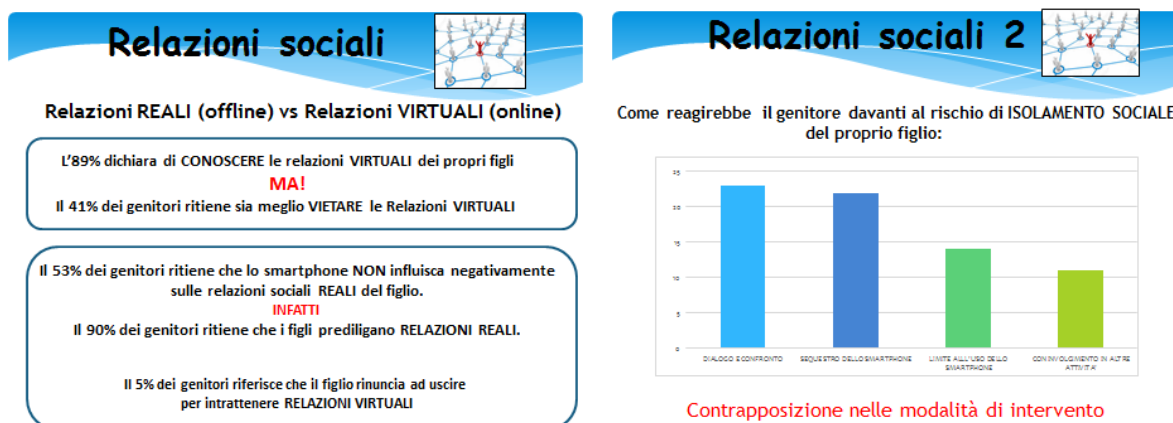 Relazioni sociali
Relazioni REALI (offline) vs Relazioni VIRTUALI (online)
L'89% dichiara di CONOSCERE le relazioni VIRTUALI dei propri figli
MA!
Il 41% dei genitori ritiene sia meglio VIETARE le Relazioni VIRTUALI
Il 53% dei genitori ritiene che lo smartphone NON influisca negativamente
sulle relazioni sociali REALI del figlio.
INFATTI
Il 90% dei genitori ritiene che i figli prediligano RELAZIONI REALI.
Il 5% dei genitori riferisce che il figlio rinuncia ad uscire
per intrattenere RELAZIONI VIRTUALI
Relazioni sociali 2
Come reagirebbe il genitore davanti al rischio di ISOLAMENTO SOCIALE
del proprio figlio:
25
20
15
10
5
0
DIALOGO E CONFRONTO
SEQUESTRO DELLO SMARTPHONE
LIMITE ALLL'USO DELLO
SMARTPHONE
CONINVOLGIMENTO IN ALTRE
ATTIVITA'
Contrapposizione nelle modalità di intervento